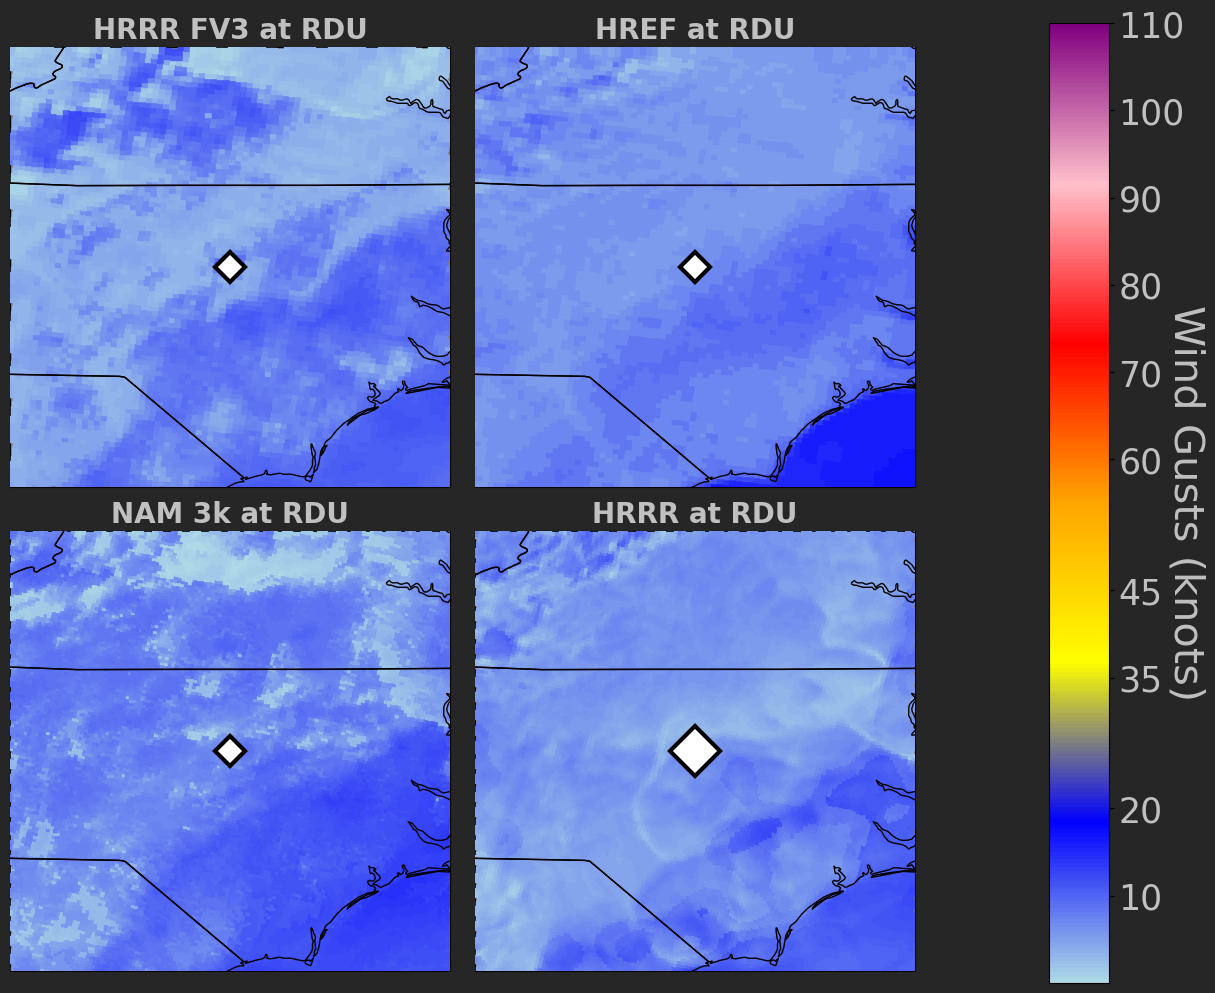 HRRR FV3 at RDU
HREF at RDU
NAM 3k at RDU
HRRR at RDU
110
100
90
80
70
60
45
35
20
10
Wind Gusts (knots)